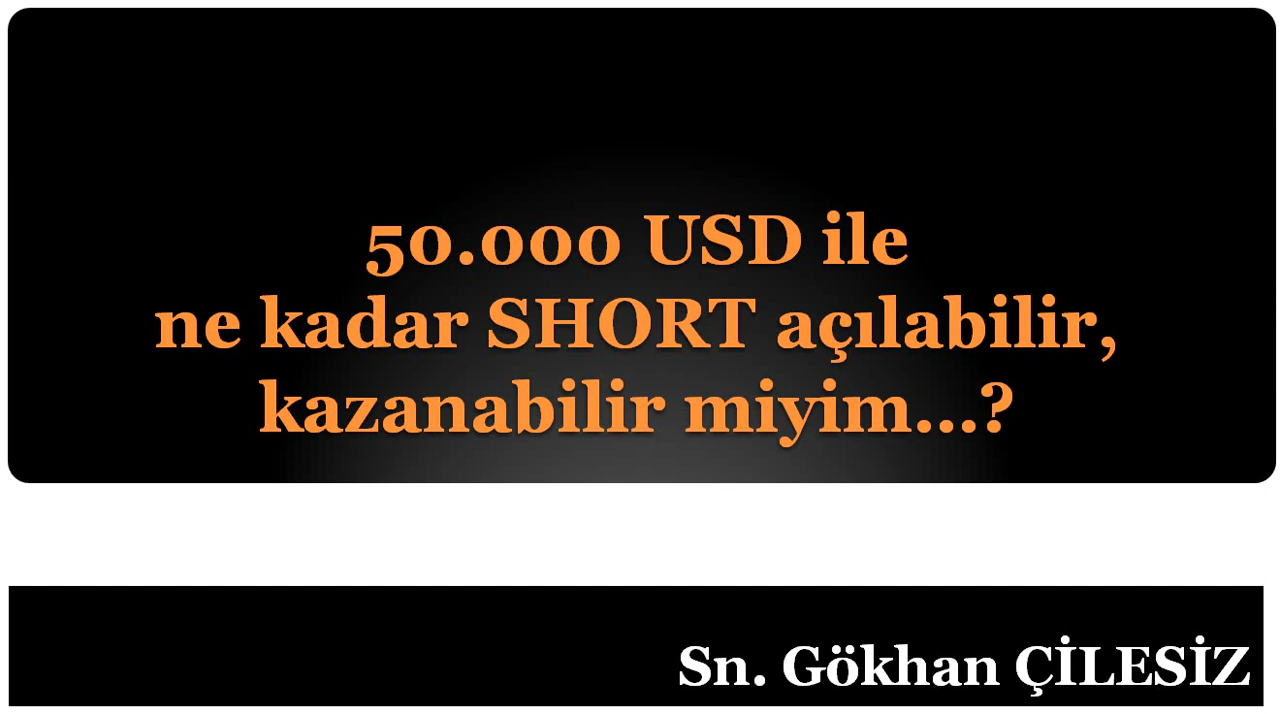 50.000 USD ile
ne kadar SHORT açılabilir,
kazanabilir miyim...?
Sn. Gökhan ÇİLESİZ